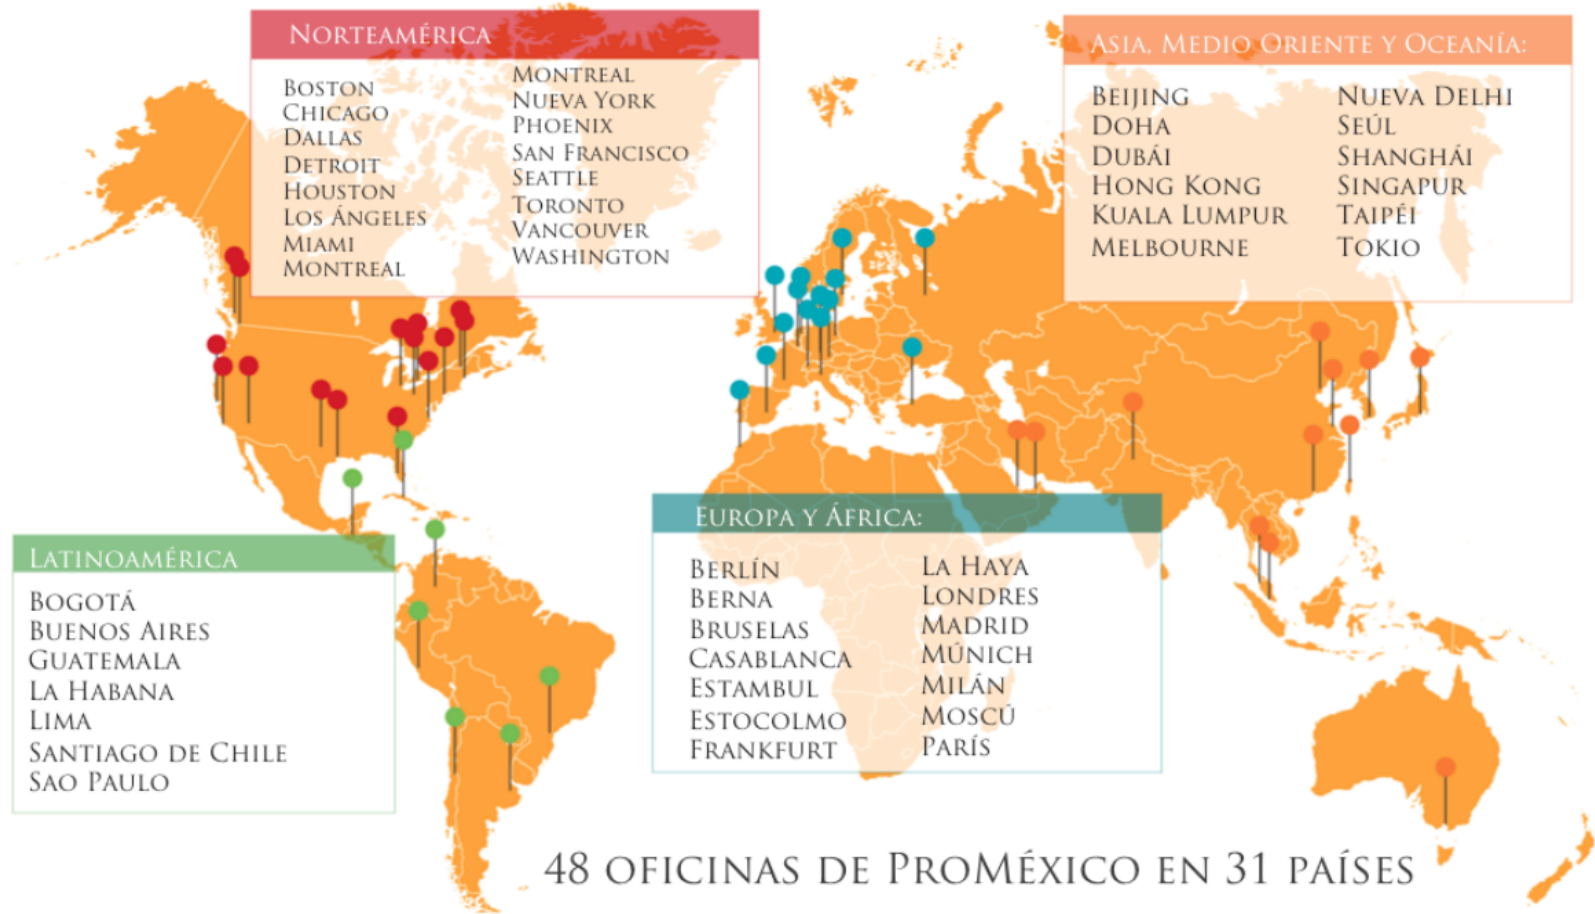 Norteamérica
Boston
Chicago
Dallas
Detroit
Houston
Los Ángeles
Miami
Montreal
Montreal
Nueva York
Phoenix
San Francisco
Seattle
Toronto
Vancouver
Washington
Asia, Medio Oriente y Oceanía:
Beijing
Doha
Dubái
Hong Kong
Kuala Lumpur
Melbourne
Nueva Delhi
Seúl
Shanghái
Singapur
Taipéi
Tokio
Latinoamérica
Bogotá
Buenos Aires
Guatemala
La Habana
Lima
Santiago de Chile
Sao Paulo
Europa y África:
Berlín
Berna
Bruselas
Casablanca
Estambul
Estocolmo
Frankfurt
La Haya
Londres
Madrid
Múnich
Milán
Moscú
París
48 oficinas de ProMéxico en 31 países